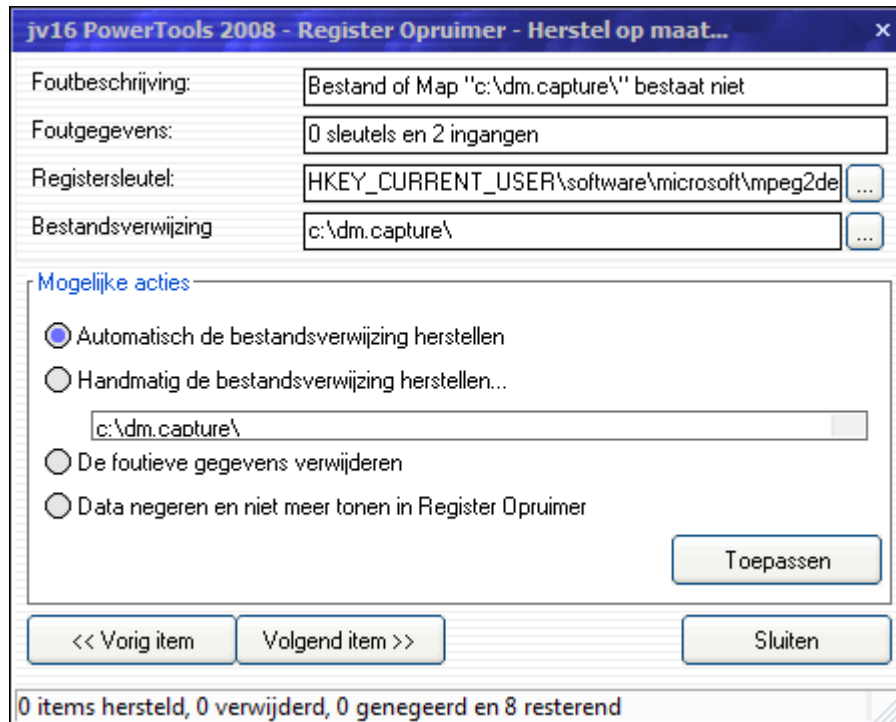 jv16 PowerTools 2008 - Register Opruimer - Herstel op maat...
Foutbeschrijving: Bestand of Map "c:\dm.capture\" bestaat niet
Foutgegevens: 0 sleutels en 2 ingangen
Registersleutel: HKEY_CURRENT_USER\software\microsoft\mpeg2de ...
Bestandsverwijzing c:\dm.capture\ ...
Mogelijke acties
Automatisch de bestandsverwijzing herstellen
Handmatig de bestandsverwijzing herstellen...
c:\dm.capture\
De foutieve gegevens verwijderen
Data negeren en niet meer tonen in Register Opruimer
Toepassen
<< Vorig item Volgend item >> Sluiten
0 items hersteld, 0 verwijderd, 0 genegeerd en 8 resterend